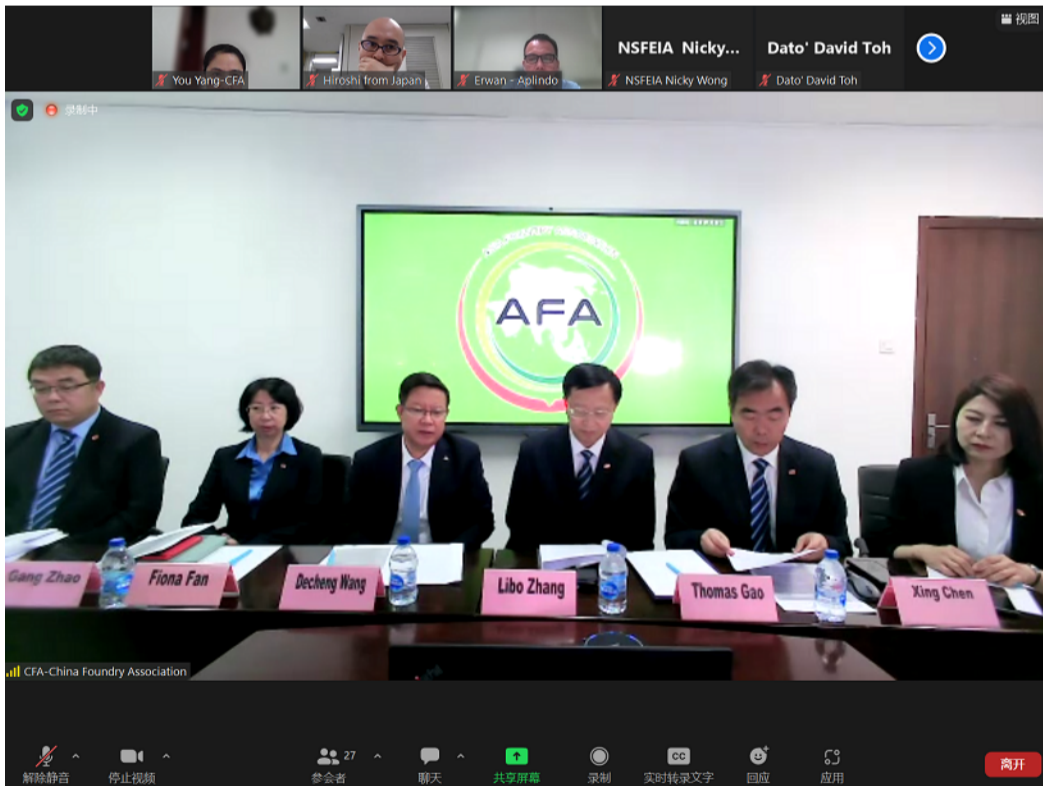 NSFEIA Nicky...
Dato' David Toh
视图
You Yang-CFA
Hiroshi from Japan
Erwan - Aplindo
NSFEIA Nicky Wong
Dato' David Toh
录制中
AFA
Gang Zhao
Fiona Fan
Decheng Wang
Libo Zhang
Thomas Gao
Xing Chen
CFA-China Foundry Association
27
CC
解除静音
停止视频
参会者
聊天
共享屏幕
录制
实时转录文字
回应
应用
离开